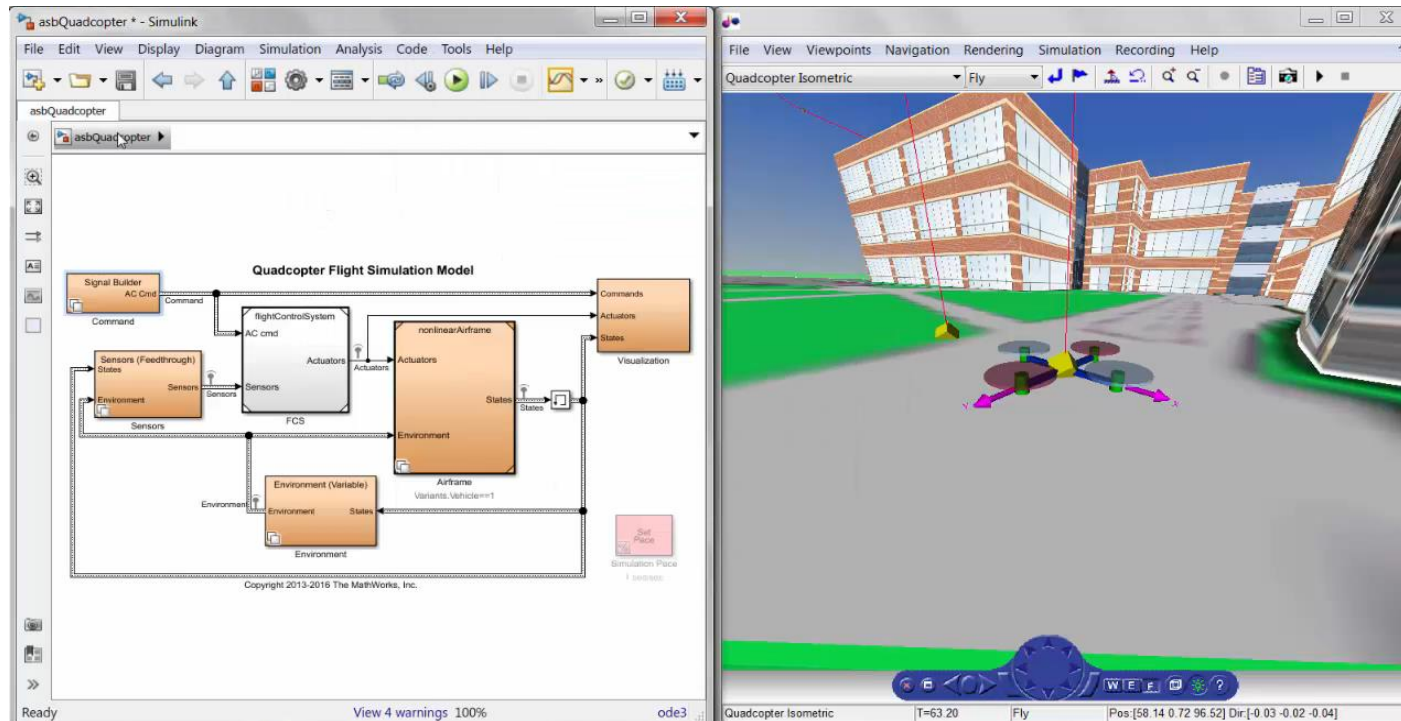 asbQuadcopter * - Simulink
File Edit View Display Diagram Simulation Analysis Code Tools Help
asbQuadcopter
asbQuadcopter
Quadcopter Flight Simulation Model
Signal Builder
AC Cmd
Command
Command
flightControlSystem
AC cmd
Actuators
Sensors
FCS
Actuators
nonlinearAirframe
Actuators
States
Environment
Airframe
Variants.Vehicle==1
States
Commands
Actuators
States
Visualization
Sensors (Feedthrough)
States
Sensors
Environment
Sensors
Sensors
Environment (Variable)
Environment
States
Environment
Environment
Set
Pace
Simulation Pace
Copyright 2013-2016 The MathWorks, Inc.
Ready
View 4 warnings 100%
ode3
File View Viewpoints Navigation Rendering Simulation Recording Help
Quadcopter Isometric
Fly
Y
X
W E F
?
Quadcopter Isometric
T=63.20
Fly
Pos:[58.14 0.72 96.52] Dir:[-0.03 -0.02 -0.04]